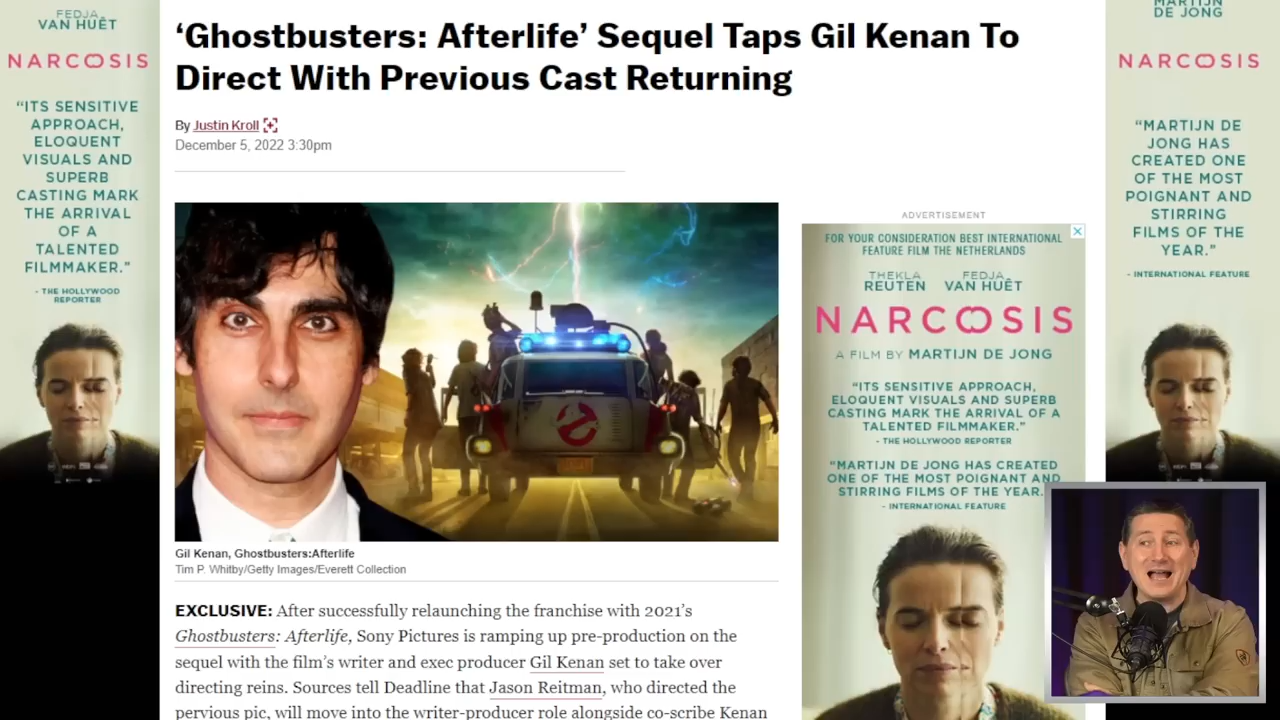 FEDJA
VAN HUÊT
NARCOSIS
“ITS SENSITIVE
APPROACH,
ELOQUENT
VISUALS AND
SUPERB
CASTING MARK
THE ARRIVAL
OF A
TALENTED
FILMMAKER.”
- THE HOLLYWOOD
REPORTER
‘Ghostbusters: Afterlife’ Sequel Taps Gil Kenan To
Direct With Previous Cast Returning
By Justin Kroll
December 5, 2022 3:30pm
Gil Kenan, Ghostbusters:Afterlife
Tim P. Whitby/Getty Images/Everett Collection
EXCLUSIVE: After successfully relaunching the franchise with 2021’s
Ghostbusters: Afterlife, Sony Pictures is ramping up pre-production on the
sequel with the film’s writer and exec producer Gil Kenan set to take over
directing reins. Sources tell Deadline that Jason Reitman, who directed the
pervious pic, will move into the writer-producer role alongside co-scribe Kenan
ADVERTISEMENT
FOR YOUR CONSIDERATION BEST INTERNATIONAL
FEATURE FILM THE NETHERLANDS
THEKLA
REUTEN
FEDJA
VAN HUÊT
NARCOSIS
A FILM BY MARTIJN DE JONG
“ITS SENSITIVE APPROACH,
ELOQUENT VISUALS AND SUPERB
CASTING MARK THE ARRIVAL OF A
TALENTED FILMMAKER.”
- THE HOLLYWOOD REPORTER
“MARTIJN DE JONG HAS CREATED
ONE OF THE MOST POIGNANT AND
STIRRING FILMS OF THE YEAR.
- INTERNATIONAL FEATURE
MARTIJN
DE JONG
NARCOSIS
“MARTIJN DE
JONG HAS
CREATED ONE
OF THE MOST
POIGNANT AND
STIRRING
FILMS OF THE
YEAR.”
- INTERNATIONAL FEATURE